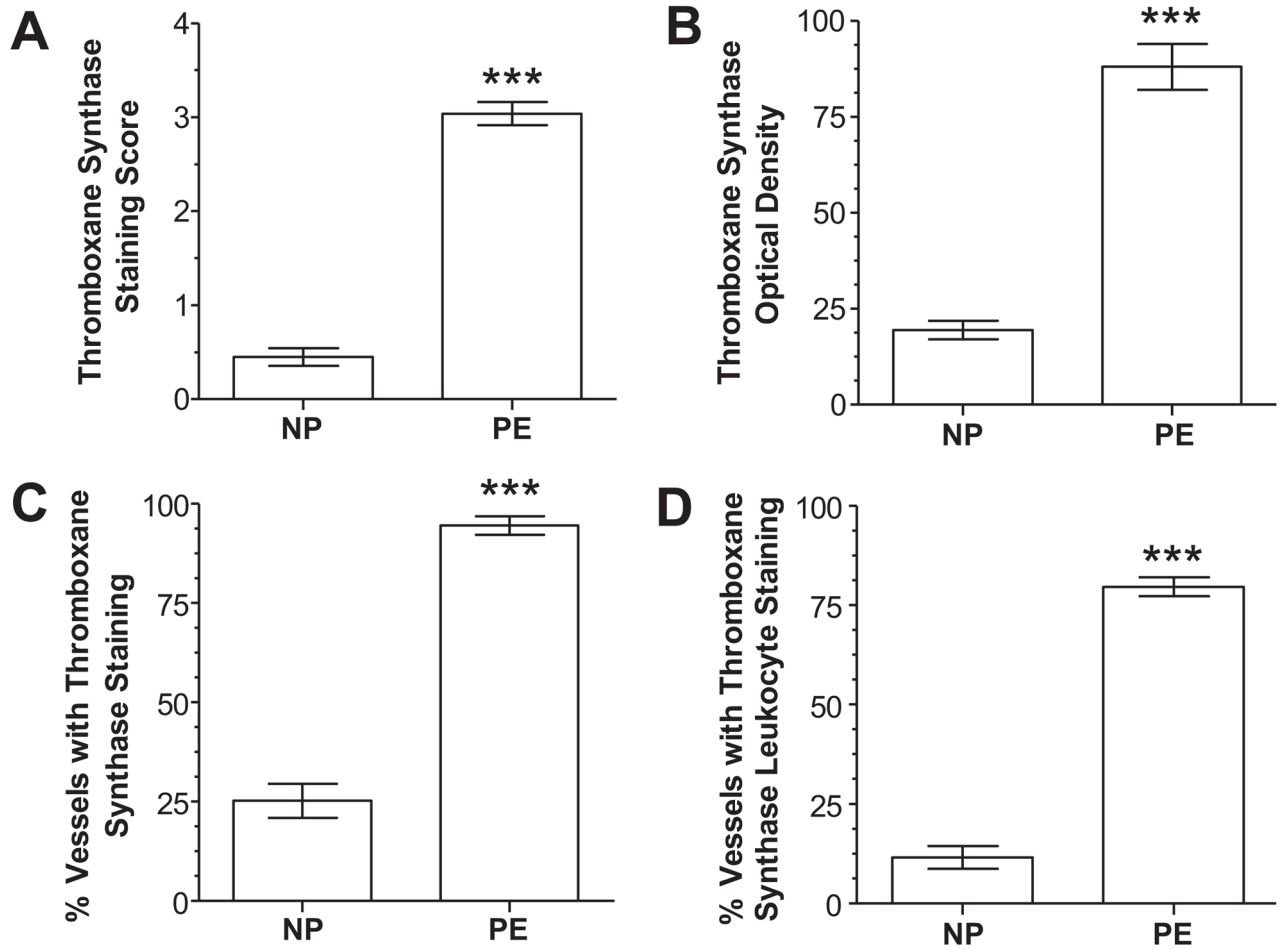 A
Thromboxane Synthase
Staining Score
4
3
2
1
0
***
NP
PE
B
Thromboxane Synthase
Optical Density
100
75
50
25
0
***
NP
PE
C
% Vessels with Thromboxane
Synthase Staining
100
75
50
25
0
***
NP
PE
D
% Vessels with Thromboxane
Synthase Leukocyte Staining
100
75
50
25
0
***
NP
PE